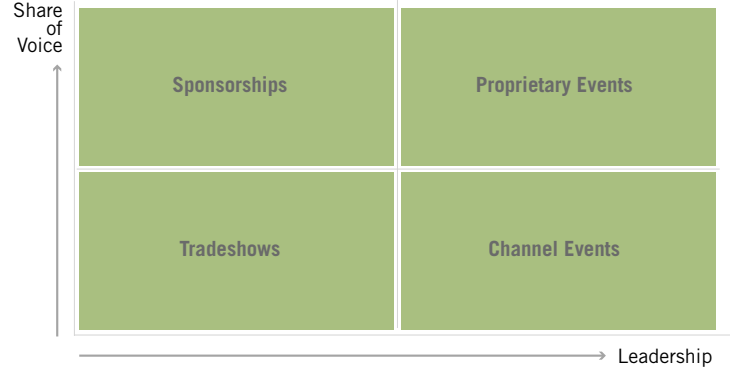 Share
of
Voice
Sponsorships
Proprietary Events
Tradeshows
Channel Events
Leadership